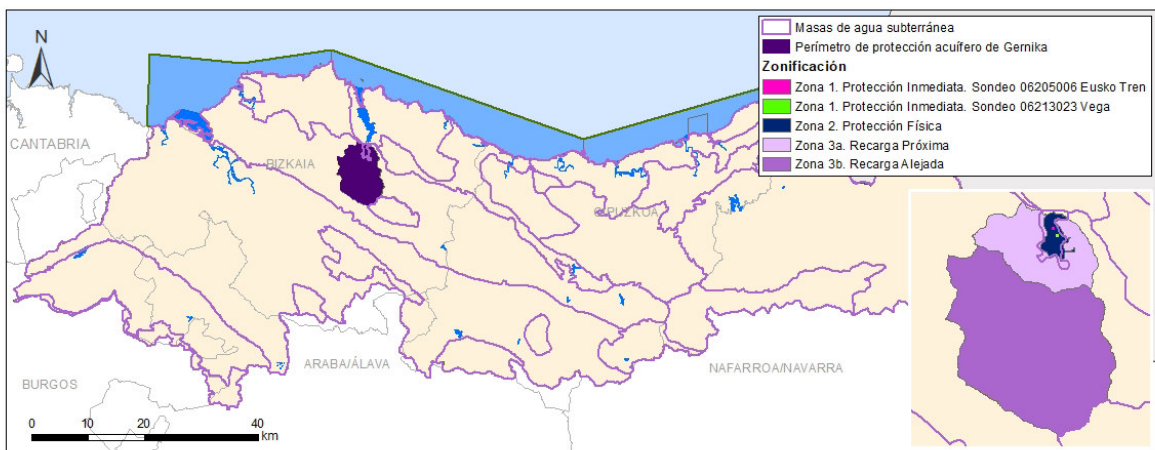 N
Masas de agua subterránea
Perímetro de protección acuífero de Gernika
Zonificación
Zona 1. Protección Inmediata. Sondeo 06205006 Eusko Tren
Zona 1. Protección Inmediata. Sondeo 06213023 Vega
Zona 2. Protección Física
Zona 3a. Recarga Próxima
Zona 3b. Recarga Alejada
CANTABRIA
BIZKAIA
GIPUZKOA
ARABA/ÁLAVA
NAFARROA/NAVARRA
BURGOS
0 10 20 40
km